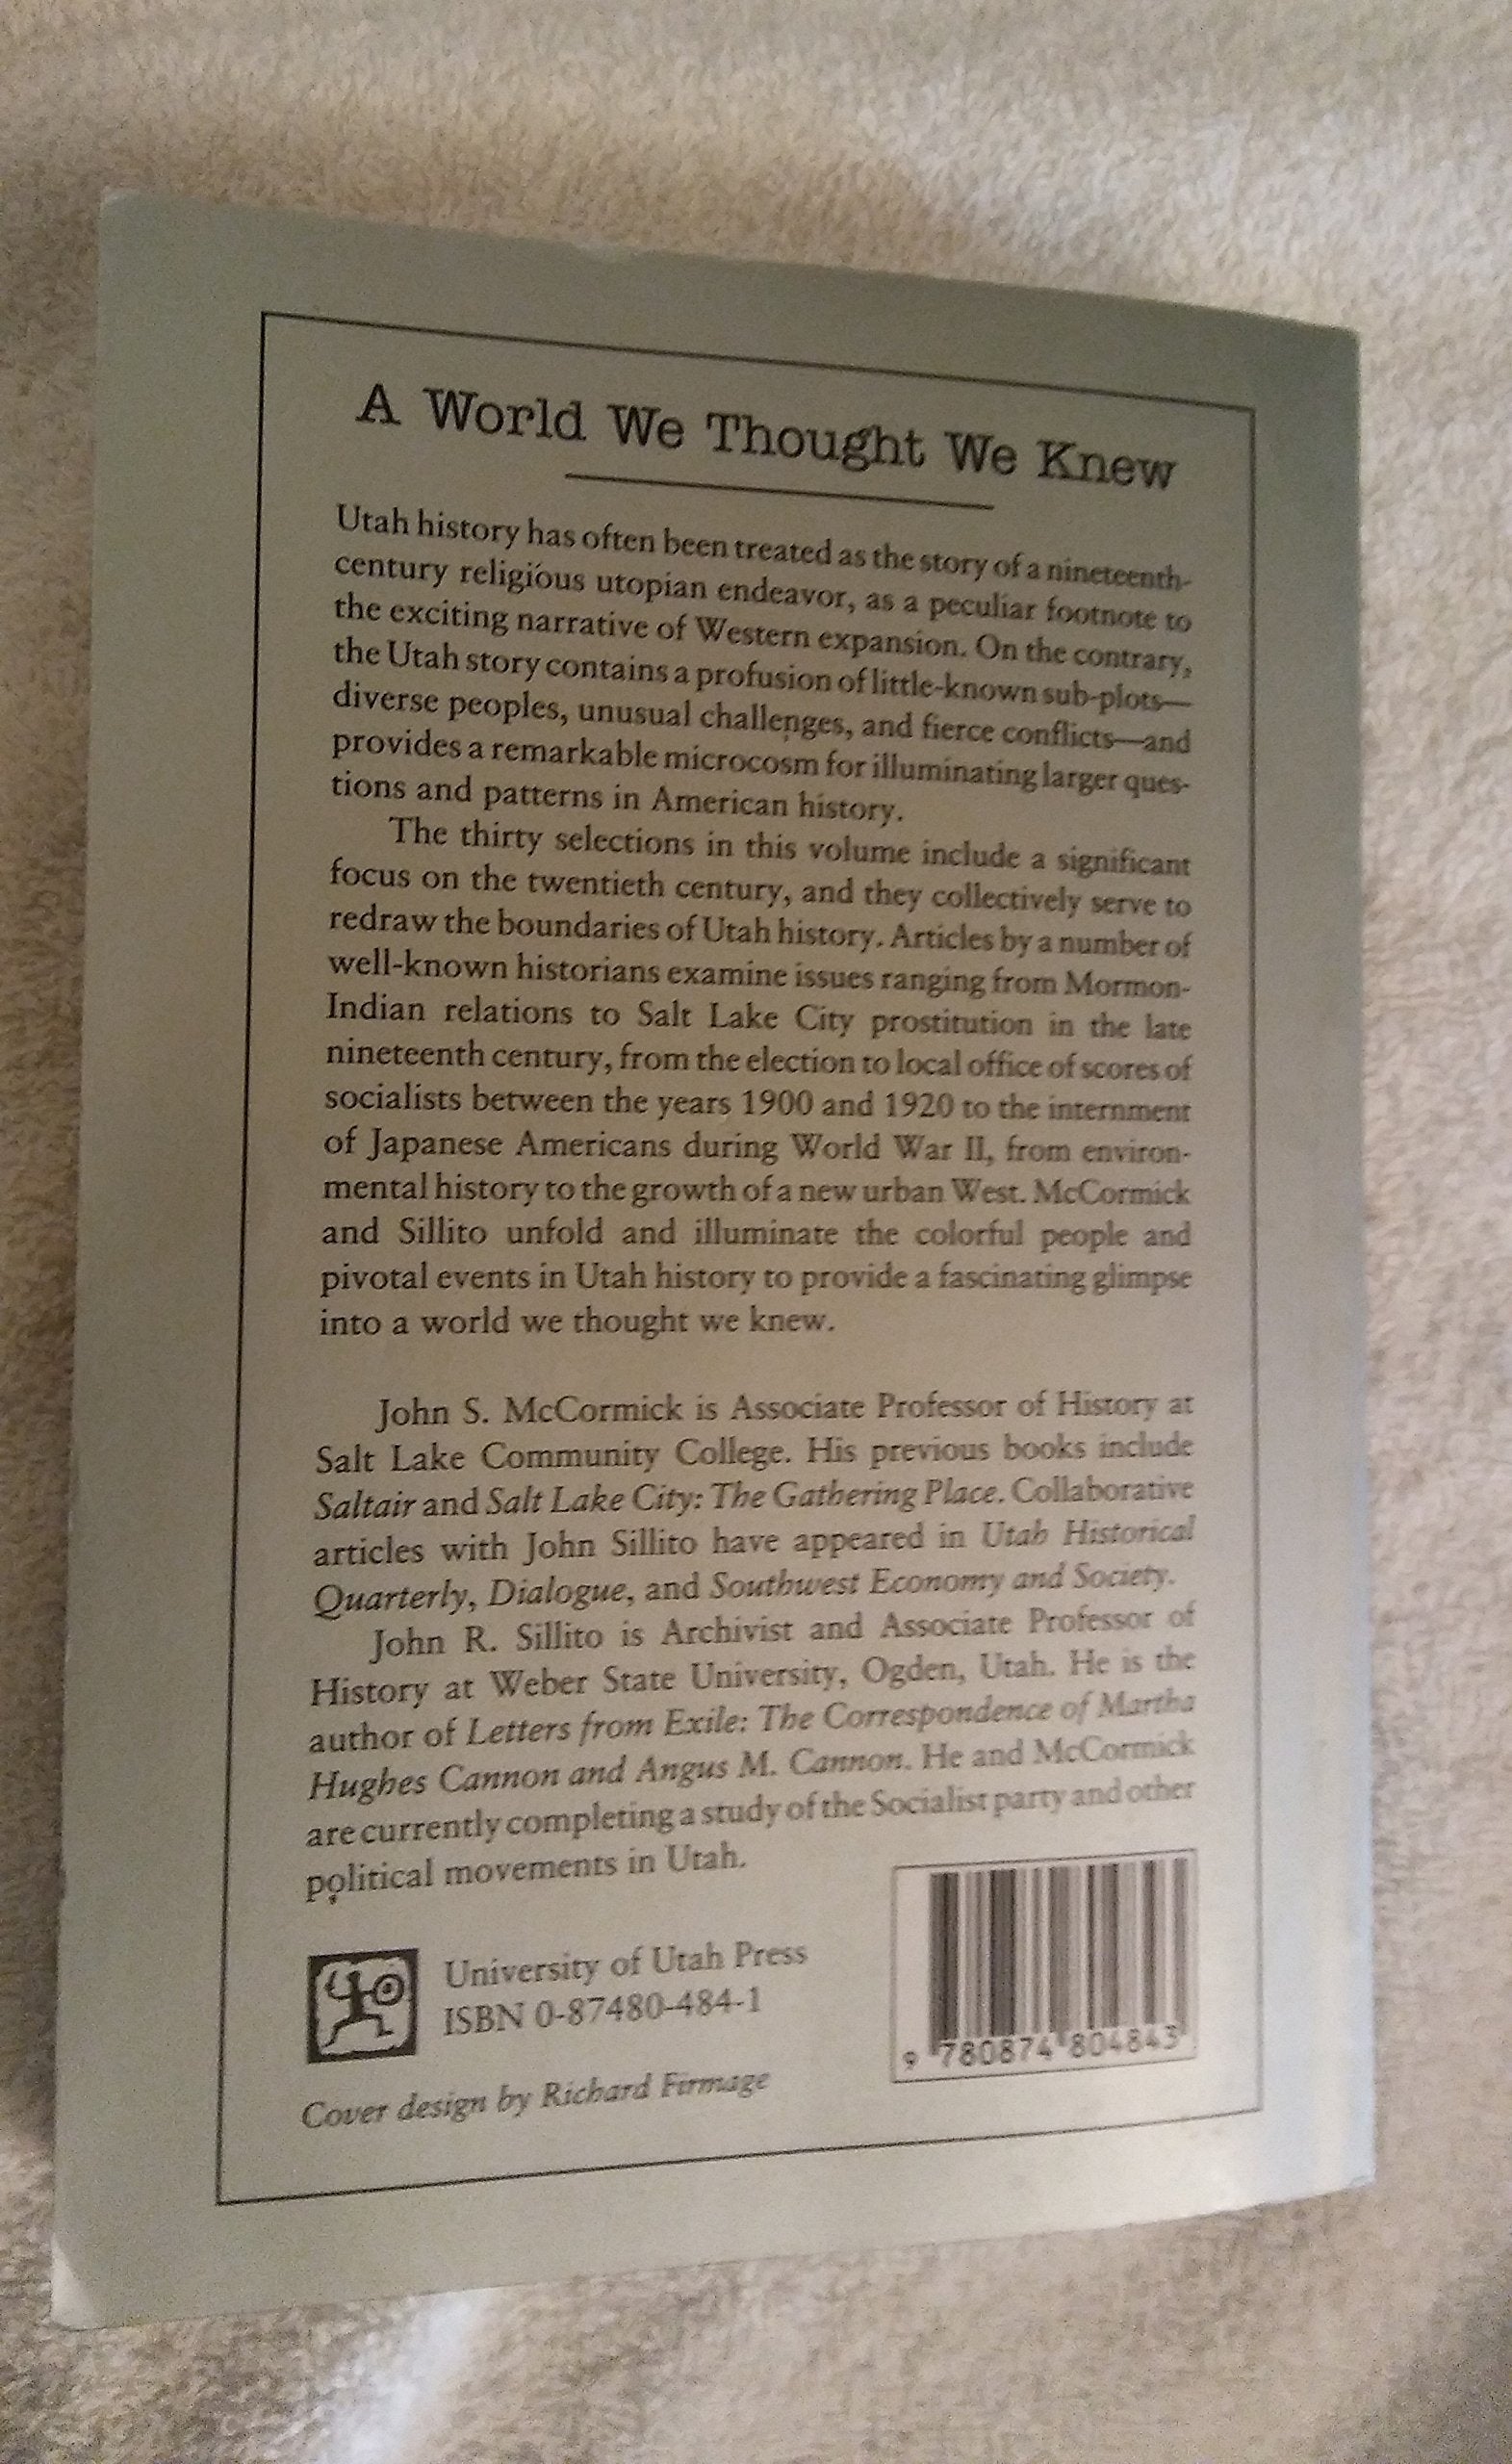 A World We Thought We Knew
Utah history has often been treated as the story of a nineteenth-
century religious utopian endeavor, as a peculiar footnote to
the exciting narrative of Western expansion. On the contrary,
the Utah story contains a profusion of little-known sub-plots—
diverse peoples, unusual challenges, and fierce conflicts—and
provides a remarkable microcosm for illuminating larger ques-
tions and patterns in American history.
The thirty selections in this volume include a significant
focus on the twentieth century, and they collectively serve to
redraw the boundaries of Utah history. Articles by a number of
well-known historians examine issues ranging from Mormon-
Indian relations to Salt Lake City prostitution in the late
nineteenth century, from the election to local office of scores of
socialists between the years 1900 and 1920 to the internment
of Japanese Americans during World War II, from environ-
mental history to the growth of a new urban West. McCormick
and Sillito unfold and illuminate the colorful people and
pivotal events in Utah history to provide a fascinating glimpse
into a world we thought we knew.
John S. McCormick is Associate Professor of History at
Salt Lake Community College. His previous books include
Saltair and Salt Lake City: The Gathering Place. Collaborative
articles with John Sillito have appeared in Utah Historical
Quarterly, Dialogue, and Southwest Economy and Society.
John R. Sillito is Archivist and Associate Professor of
History at Weber State University, Ogden, Utah. He is the
author of Letters from Exile: The Correspondence of Martha
Hughes Cannon and Angus M. Cannon. He and McCormick
are currently completing a study of the Socialist party and other
political movements in Utah.
University of Utah Press
ISBN 0-87480-484-1
9 780874 804843
Cover design by Richard Firmage